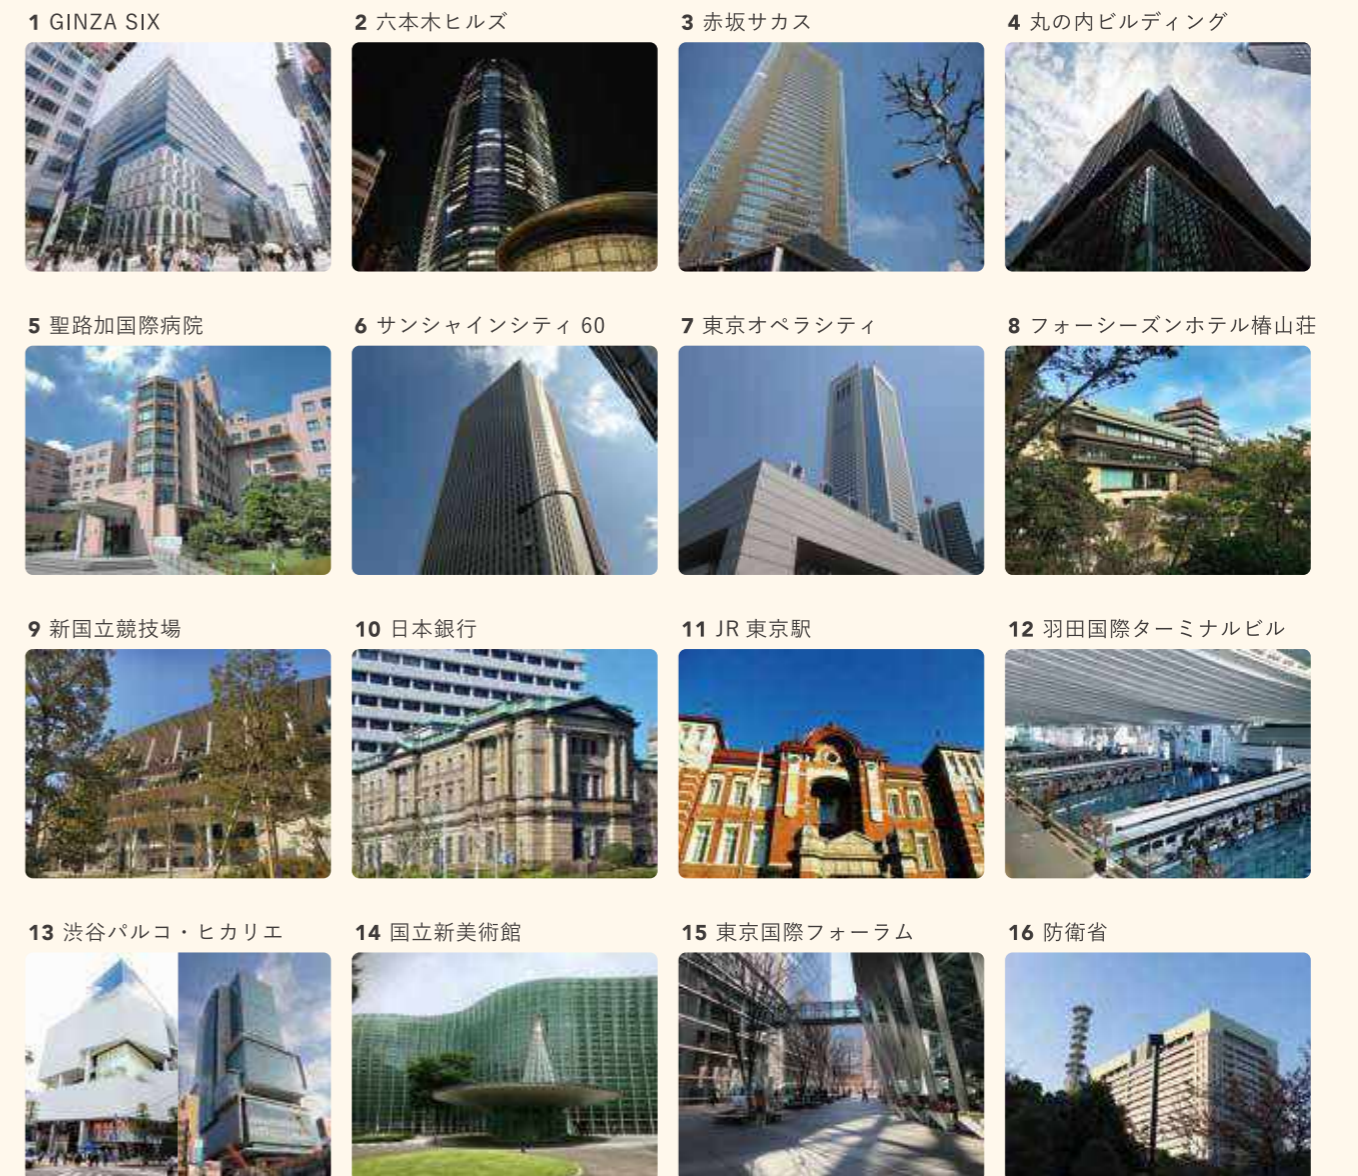 1 GINZA SIX
2 六本木ヒルズ
3 赤坂サカス
4 丸の内ビルディング
5 聖路加国際病院
6 サンシャインシティ 60
7 東京オペラシティ
8 フォーシーズンホテル椿山荘
9 新国立競技場
10 日本銀行
11 JR 東京駅
12 羽田国際ターミナルビル
13 渋谷パルコ・ヒカリエ
14 国立新美術館
15 東京国際フォーラム
16 防衛省